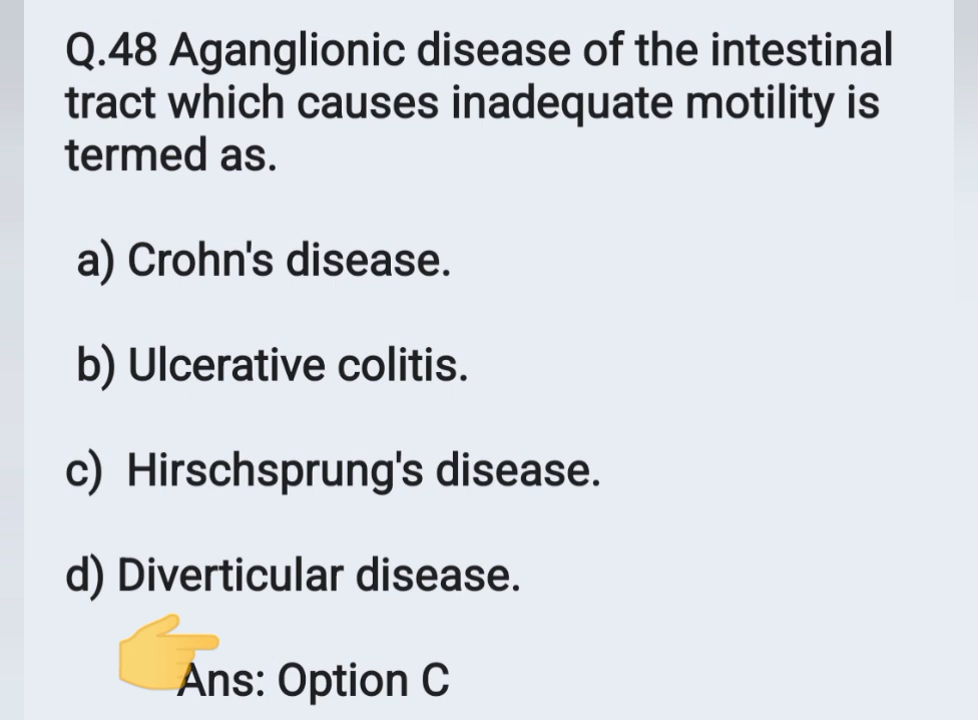 Q.48 Aganglionic disease of the intestinal
tract which causes inadequate motility is
termed as.
a) Crohn's disease.
b) Ulcerative colitis.
c) Hirschsprung's disease.
d) Diverticular disease.
Ans: Option C